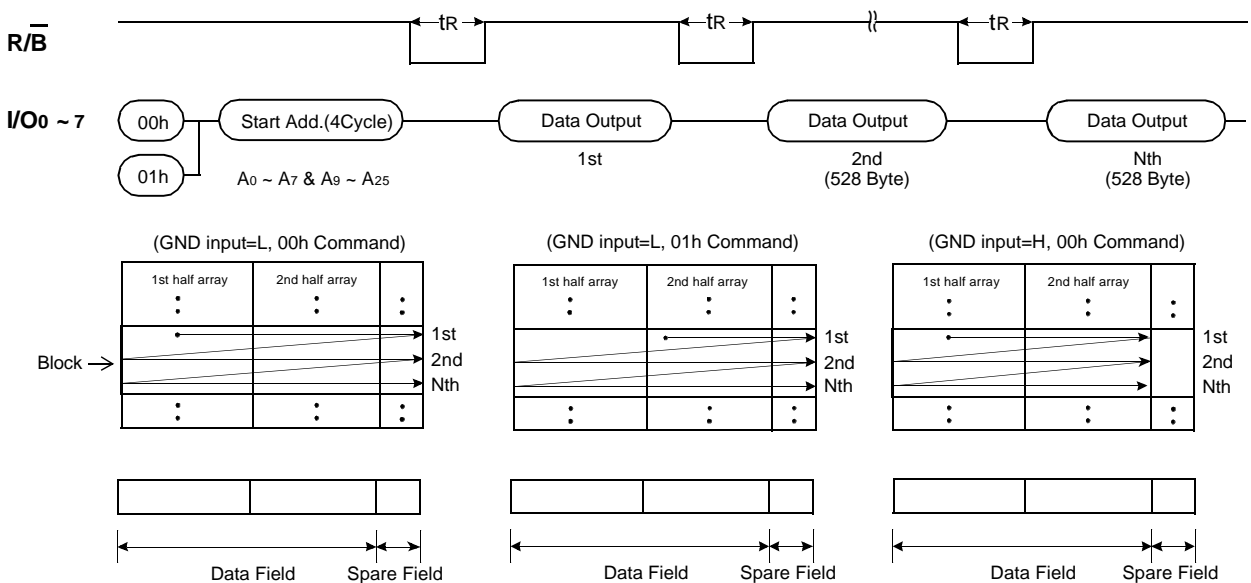 R/B tR tR tR
I/O0 ~ 7 00h Start Add.(4Cycle) Data Output Data Output Data Output
01h A0 ~ A7 & A9 ~ A25 1st 2nd Nth
(528 Byte) (528 Byte)
(GND input=L, 00h Command) (GND input=L, 01h Command) (GND input=H, 00h Command)
1st half array 2nd half array 1st half array 2nd half array 1st half array 2nd half array
1st 1st 1st
Block 2nd 2nd 2nd
Nth Nth Nth
Data Field Spare Field Data Field Spare Field Data Field Spare Field